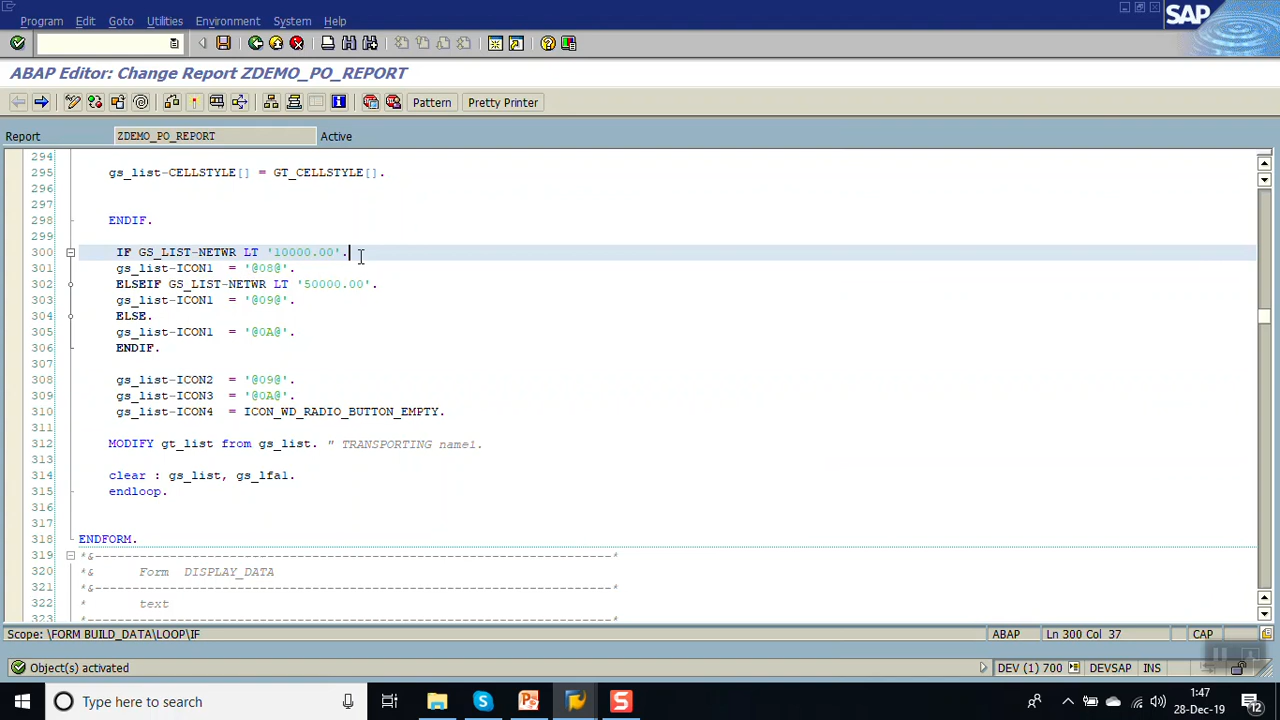 Program Edit Goto Utilities Environment System Help
SAP
ABAP Editor: Change Report ZDEMO_PO_REPORT
Pattern Pretty Printer
Report ZDEMO_PO_REPORT Active
294
295 gs_list-CELLSTYLE[] = GT_CELLSTYLE[].
296
297
298 ENDIF.
299
300 IF GS_LIST-NETWR LT '10000.00'.
301 gs_list-ICON1 = '@08@'.
302 ELSEIF GS_LIST-NETWR LT '50000.00'.
303 gs_list-ICON1 = '@09@'.
304 ELSE.
305 gs_list-ICON1 = '@0A@'.
306 ENDIF.
307
308 gs_list-ICON2 = '@09@'.
309 gs_list-ICON3 = '@0A@'.
310 gs_list-ICON4 = ICON_WD_RADIO_BUTTON_EMPTY.
311
312 MODIFY gt_list from gs_list. " TRANSPORTING name1.
313
314 clear : gs_list, gs_lfa1.
315 endloop.
316
317
318 ENDFORM.
319 *&---------------------------------------------------------------------*
320 *& Form DISPLAY_DATA
321 *&---------------------------------------------------------------------*
322 * text
323 *----------------------------------------------------------------------*
Scope: \FORM BUILD_DATA\LOOP\IF ABAP Ln 300 Col 37 CAP
Object(s) activated DEV (1) 700 DEVSAP INS
Type here to search
1:47
28-Dec-19
12